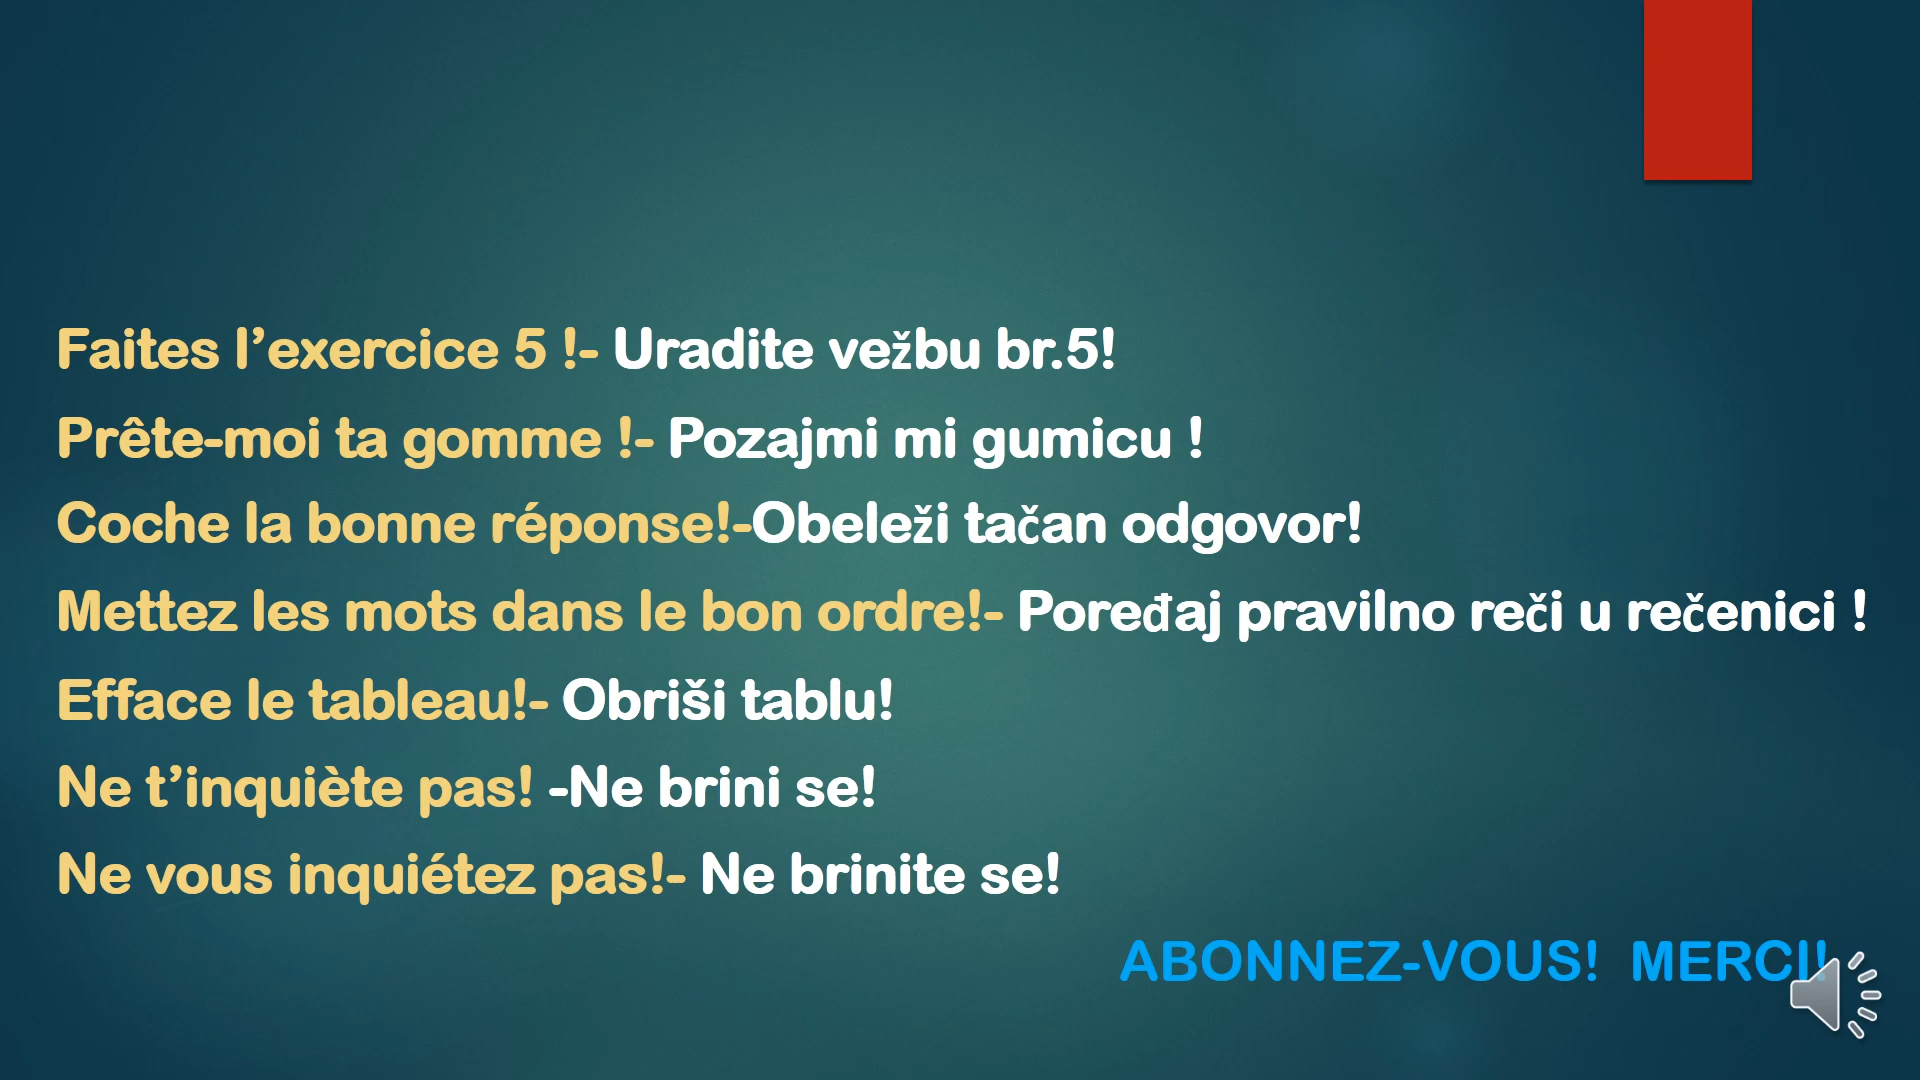 Faites l’exercice 5 !- Uradite vežbu br.5!
Prête-moi ta gomme !- Pozajmi mi gumicu !
Coche la bonne réponse!-Obeleži tačan odgovor!
Mettez les mots dans le bon ordre!- Poređaj pravilno reči u rečenici !
Efface le tableau!- Obriši tablu!
Ne t’inquiète pas! -Ne brini se!
Ne vous inquiétez pas!- Ne brinite se!
ABONNEZ-VOUS!  MERCI!